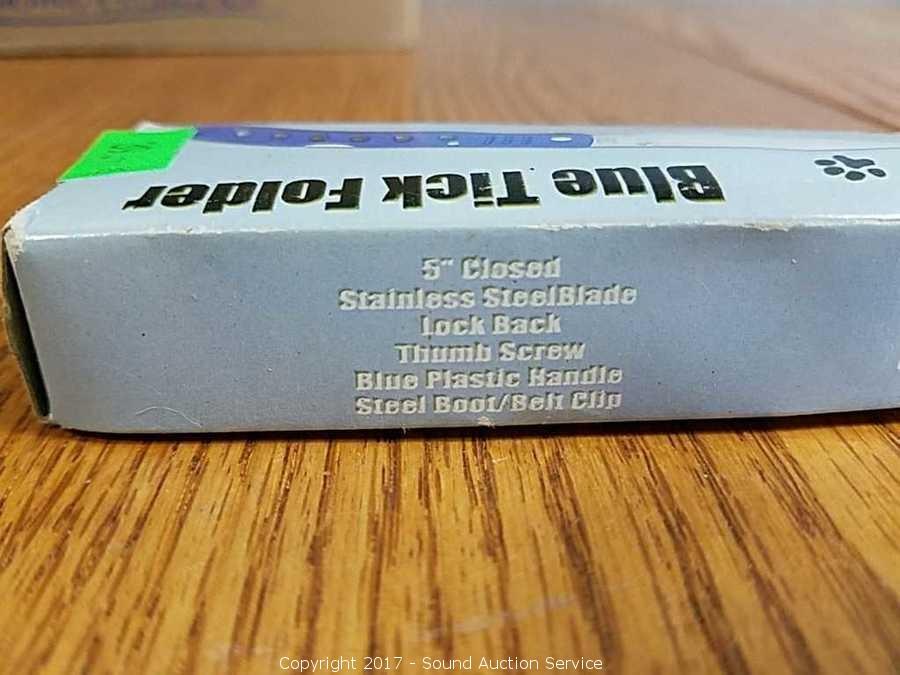 Blue Tick Folder
5" Closed
Stainless SteelBlade
Lock Back
Thumb Screw
Blue Plastic Handle
Steel Boot/Belt Clip
Copyright 2017 - Sound Auction Service